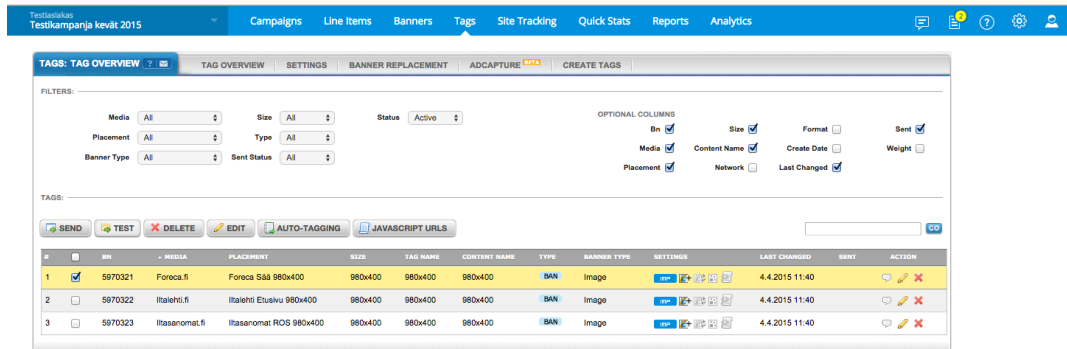 Testiasiakas
Testikampanja kevät 2015
Campaigns Line Items Banners Tags Site Tracking Quick Stats Reports Analytics
2 ?
TAGS: TAG OVERVIEW ? TAG OVERVIEW SETTINGS BANNER REPLACEMENT ADCAPTURE BETA CREATE TAGS
FILTERS:
Media All Size All Status Active OPTIONAL COLUMNS
Bn Size Format Sent
Placement All Type All
Media Content Name Create Date Weight
Banner Type All Sent Status All
Placement Network Last Changed
TAGS:
SEND TEST DELETE EDIT AUTO-TAGGING JAVASCRIPT URLS GO
# BN MEDIA PLACEMENT SIZE TAG NAME CONTENT NAME TYPE BANNER TYPE SETTINGS LAST CHANGED SENT ACTION
1 5970321 Foreca.fi Foreca Sää 980x400 980x400 980x400 980x400 BAN Image IMP 4.4.2015 11:40
2 5970322 Iltalehti.fi Iltalehti Etusivu 980x400 980x400 980x400 980x400 BAN Image IMP 4.4.2015 11:40
3 5970323 Iltasanomat.fi Iltasanomat ROS 980x400 980x400 980x400 980x400 BAN Image IMP 4.4.2015 11:40